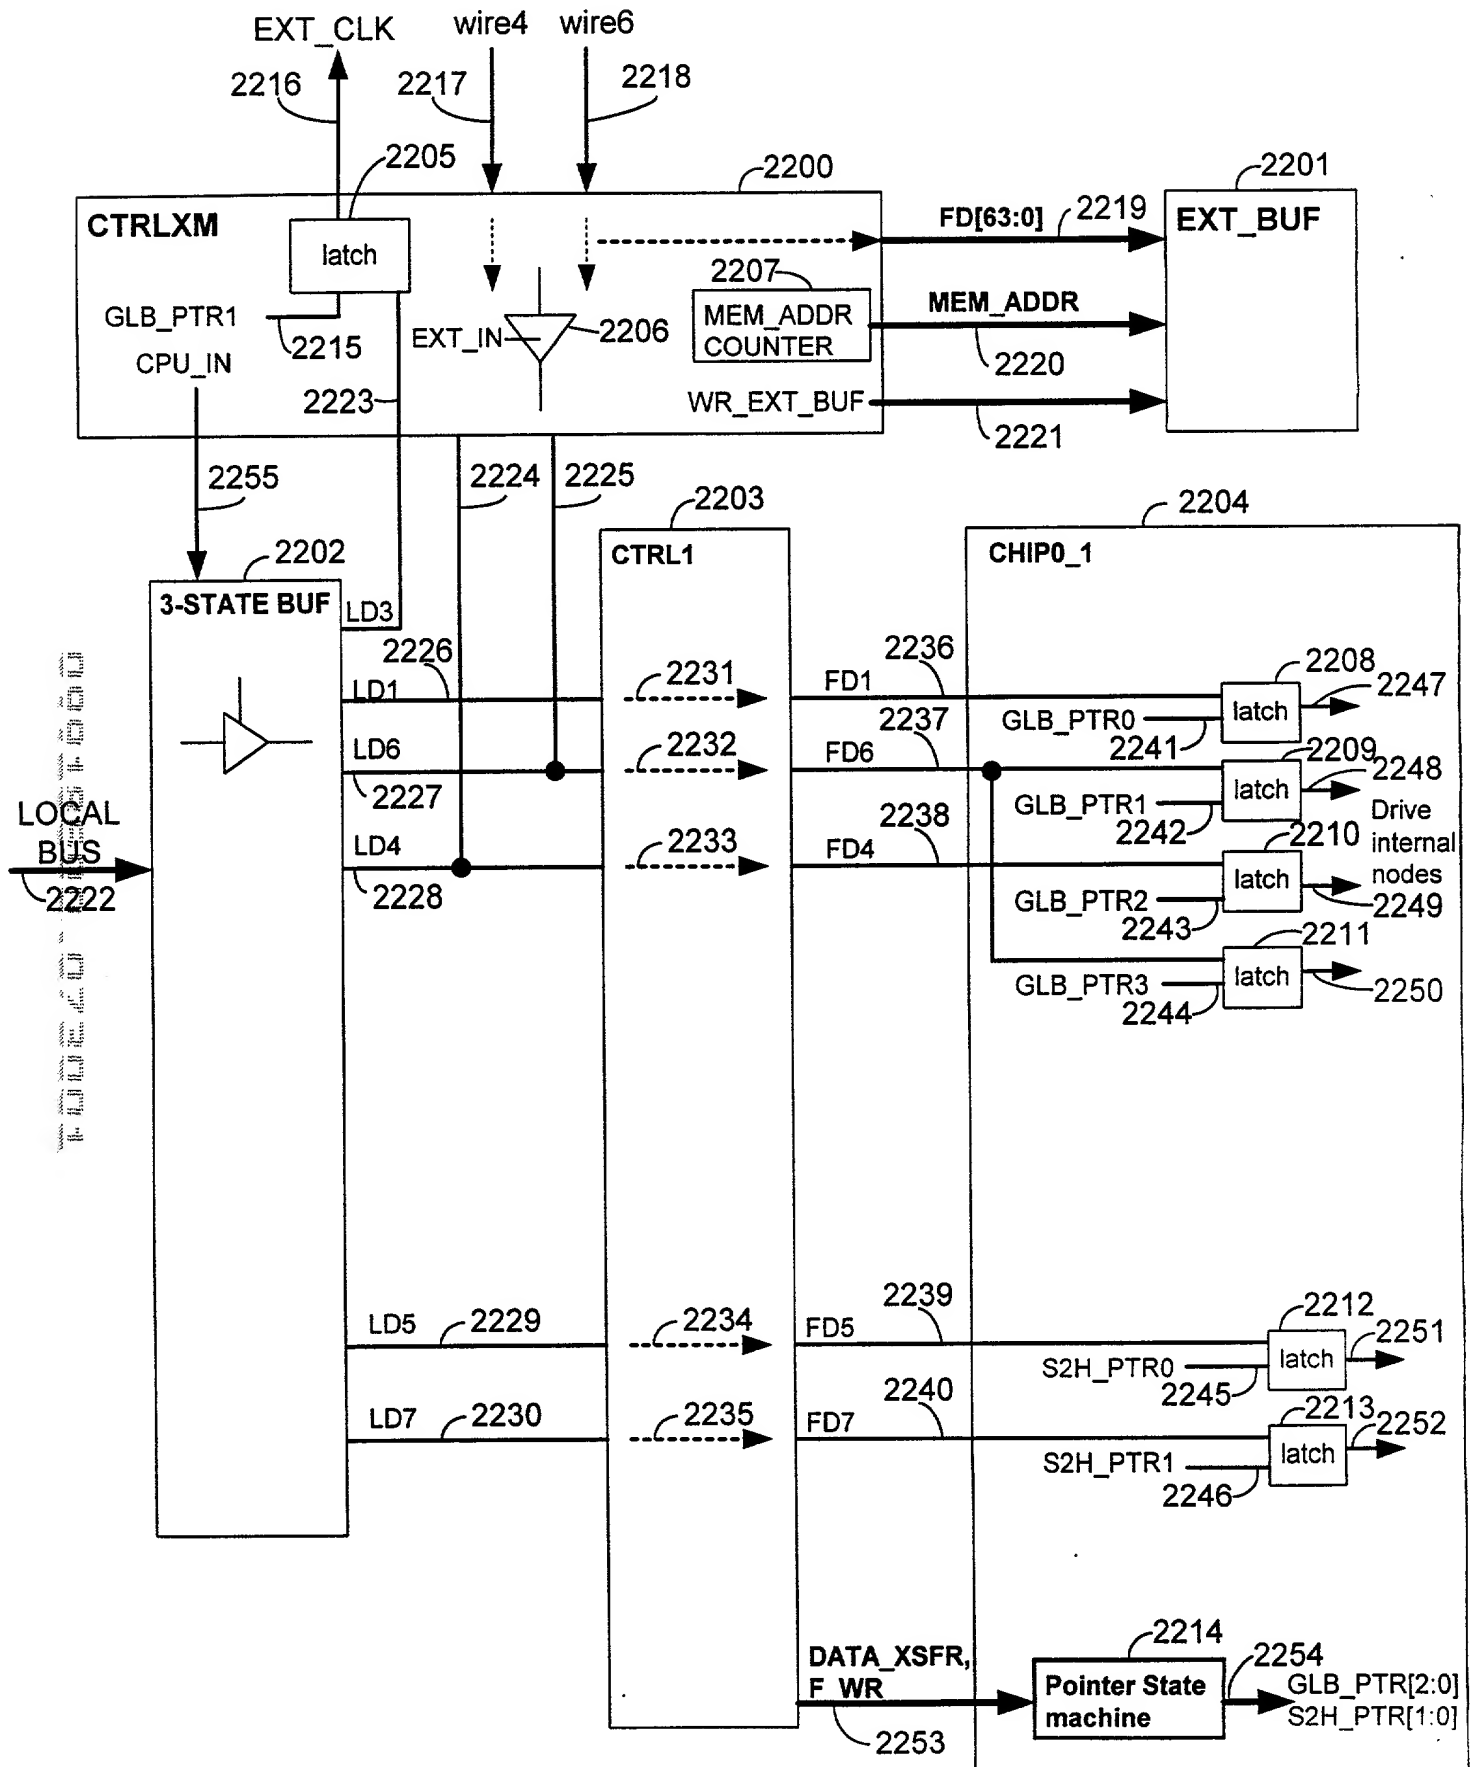 EXT_CLK
wire4
wire6
2216
2217
2218
2205
2200
2201
CTRLXM
latch
FD[63:0]
2219
EXT_BUF
2207
GLB_PTR1
2215
EXT_IN
2206
MEM_ADDR
COUNTER
MEM_ADDR
2220
CPU_IN
2223
WR_EXT_BUF
2221
2255
2224
2225
2203
2204
2202
CTRL1
CHIP0_1
3-STATE BUF
LD3
2226
2231
2236
2208
2247
LD1
FD1
latch
GLB_PTR0
2241
2237
2209
LD6
2232
FD6
2248
2227
latch
GLB_PTR1
2242
Drive
internal
nodes
LOCAL
BUS
2222
2238
2210
LD4
2233
FD4
2228
latch
GLB_PTR2
2243
2249
2211
latch
GLB_PTR3
2244
2250
2239
2212
LD5
2229
2234
FD5
2251
latch
S2H_PTR0
2245
2240
2213
LD7
2230
2235
FD7
2252
latch
S2H_PTR1
2246
DATA_XSFR,
F_WR
2253
2214
Pointer State
machine
2254
GLB_PTR[2:0]
S2H_PTR[1:0]